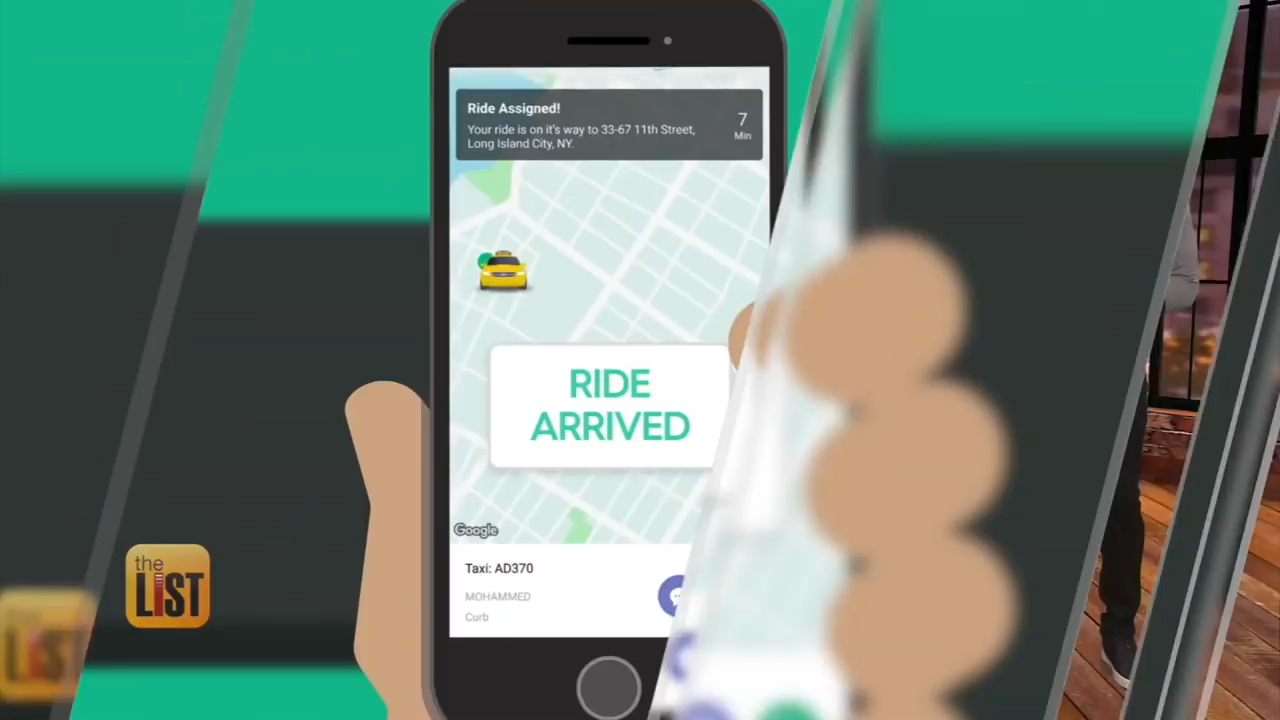 Ride Assigned!
Your ride is on it's way to 33-67 11th Street,
Long Island City, NY.
7
Min
RIDE
ARRIVED
Google
Taxi: AD370
MOHAMMED
Curb
the
LIST
LIST